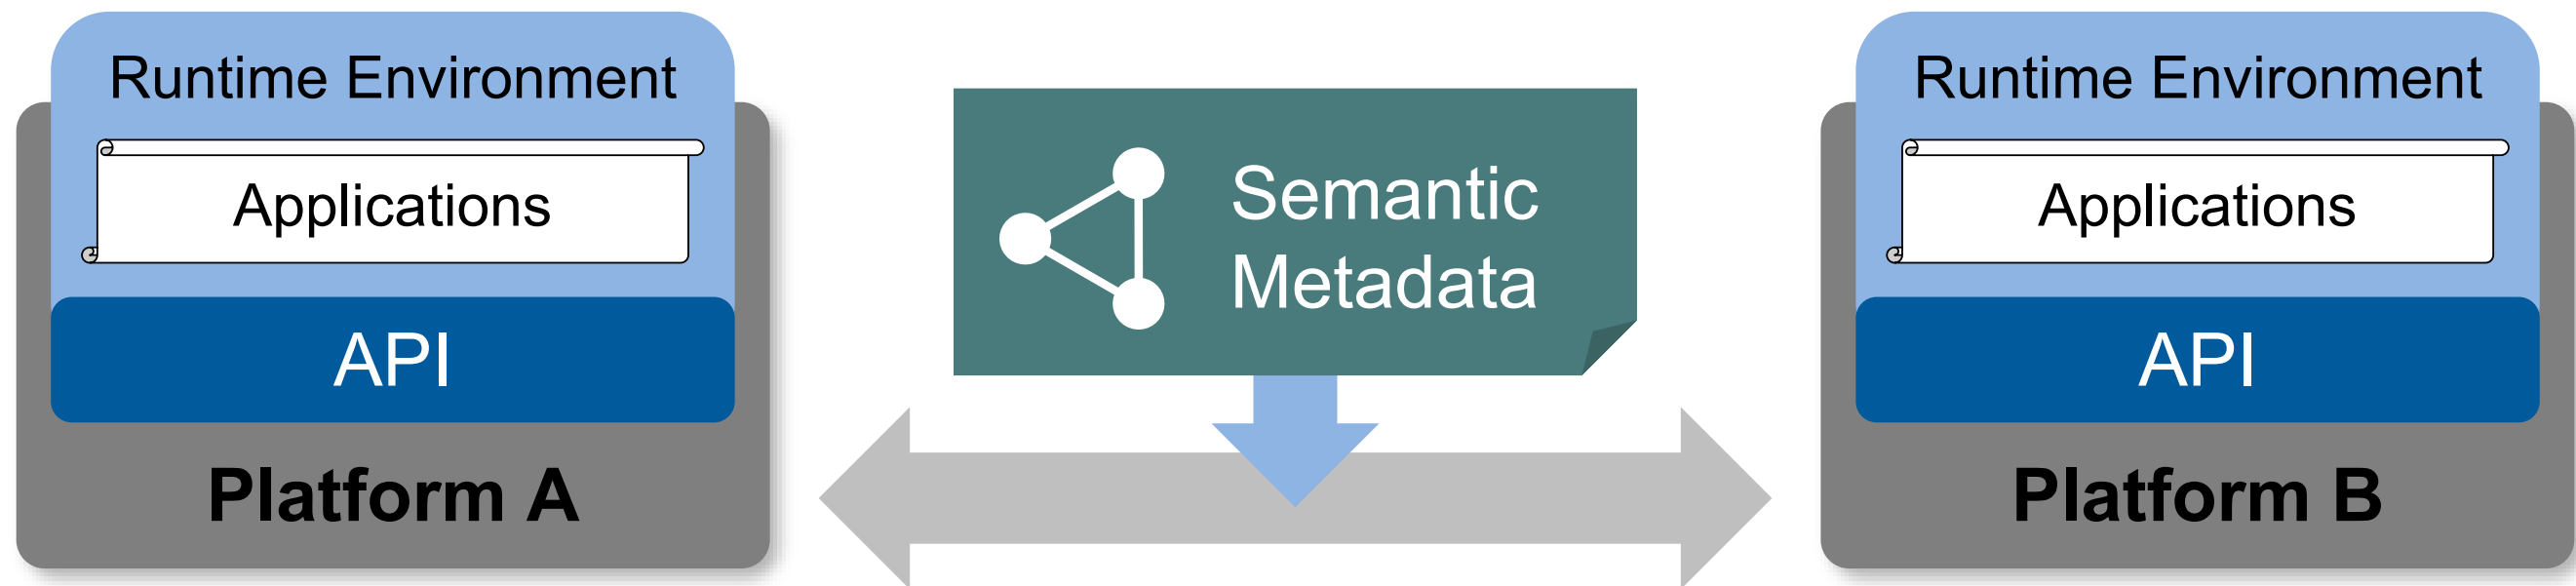 Runtime Environment
Applications
API
Platform A
Semantic
Metadata
Runtime Environment
Applications
API
Platform B